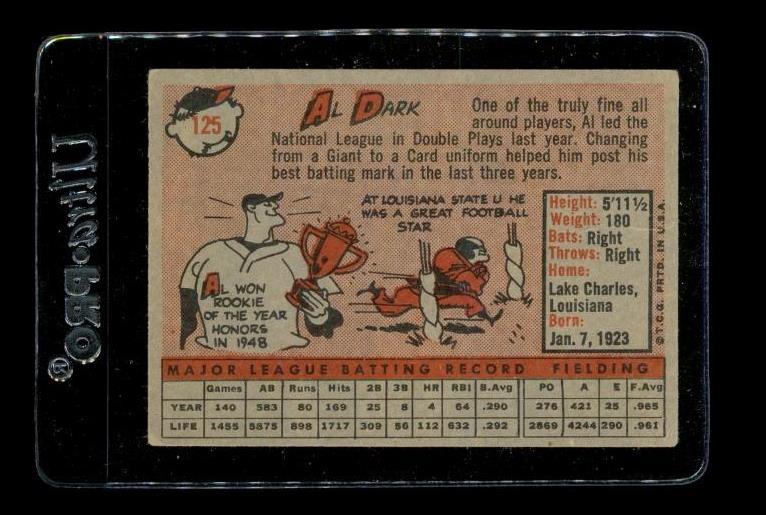 Ultra·PRO
®
125
AL DARK
One of the truly fine all
around players, Al led the
National League in Double Plays last year. Changing
from a Giant to a Card uniform helped him post his
best batting mark in the last three years.
AT LOUISIANA STATE U HE
WAS A GREAT FOOTBALL
STAR
AL WON
ROOKIE
OF THE YEAR
HONORS
IN 1948
Height: 5'11½
Weight: 180
Bats: Right
Throws: Right
Home:
Lake Charles,
Louisiana
Born:
Jan. 7, 1923
© T.C.G. PRTD. IN U.S.A.
MAJOR LEAGUE BATTING RECORD FIELDING
Games AB Runs Hits 2B 3B HR RBI B.Avg PO A E F.Avg
YEAR 140 583 80 169 25 8 4 64 .290 276 421 25 .965
LIFE 1455 5875 898 1717 309 56 112 632 .292 2869 4244 290 .961